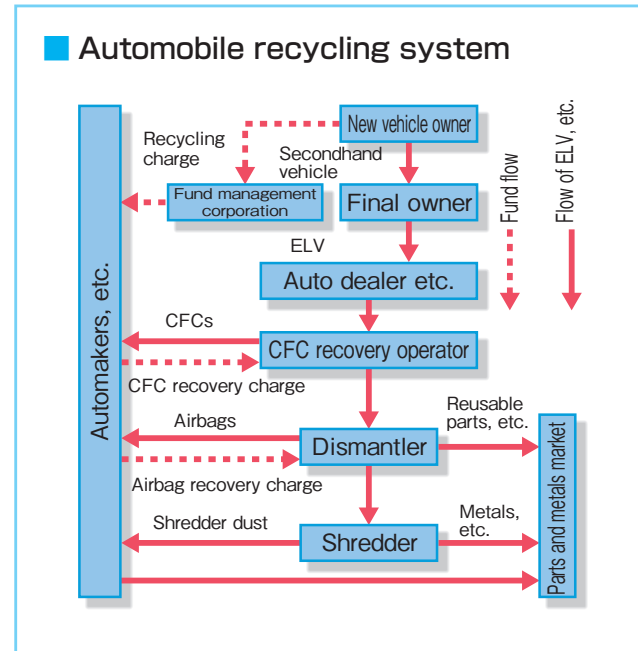 Automobile recycling system
New vehicle owner
Recycling
charge
Secondhand
vehicle
Fund management
corporation
Final owner
Fund flow
Flow of ELV, etc.
ELV
Auto dealer etc.
Automakers, etc.
CFCs
CFC recovery operator
CFC recovery charge
Airbags
Dismantler
Reusable
parts, etc.
Airbag recovery charge
Shredder dust
Shredder
Metals,
etc.
Parts and metals market